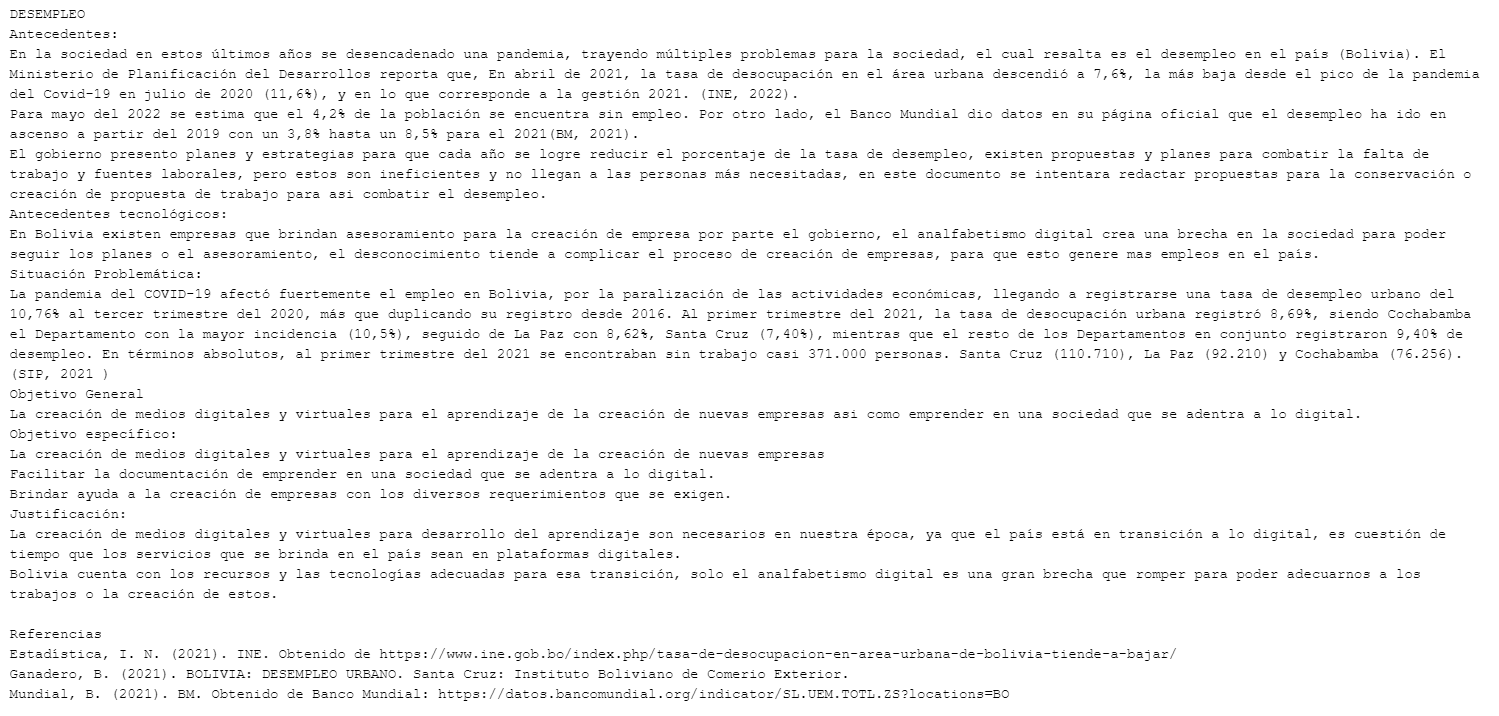 DESEMPLEO
Antecedentes:
En la sociedad en estos últimos años se desencadenado una pandemia, trayendo múltiples problemas para la sociedad, el cual resalta es el desempleo en el país (Bolivia). El
Ministerio de Planificación del Desarrollos reporta que, En abril de 2021, la tasa de desocupación en el área urbana descendió a 7,6%, la más baja desde el pico de la pandemia
del Covid-19 en julio de 2020 (11,6%), y en lo que corresponde a la gestión 2021. (INE, 2022).
Para mayo del 2022 se estima que el 4,2% de la población se encuentra sin empleo. Por otro lado, el Banco Mundial dio datos en su página oficial que el desempleo ha ido en
ascenso a partir del 2019 con un 3,8% hasta un 8,5% para el 2021(BM, 2021).
El gobierno presento planes y estrategias para que cada año se logre reducir el porcentaje de la tasa de desempleo, existen propuestas y planes para combatir la falta de
trabajo y fuentes laborales, pero estos son ineficientes y no llegan a las personas más necesitadas, en este documento se intentara redactar propuestas para la conservación o
creación de propuesta de trabajo para asi combatir el desempleo.
Antecedentes tecnológicos:
En Bolivia existen empresas que brindan asesoramiento para la creación de empresa por parte el gobierno, el analfabetismo digital crea una brecha en la sociedad para poder
seguir los planes o el asesoramiento, el desconocimiento tiende a complicar el proceso de creación de empresas, para que esto genere mas empleos en el país.
Situación Problemática:
La pandemia del COVID-19 afectó fuertemente el empleo en Bolivia, por la paralización de las actividades económicas, llegando a registrarse una tasa de desempleo urbano del
10,76% al tercer trimestre del 2020, más que duplicando su registro desde 2016. Al primer trimestre del 2021, la tasa de desocupación urbana registró 8,69%, siendo Cochabamba
el Departamento con la mayor incidencia (10,5%), seguido de La Paz con 8,62%, Santa Cruz (7,40%), mientras que el resto de los Departamentos en conjunto registraron 9,40% de
desempleo. En términos absolutos, al primer trimestre del 2021 se encontraban sin trabajo casi 371.000 personas. Santa Cruz (110.710), La Paz (92.210) y Cochabamba (76.256).
(SIP, 2021 )
Objetivo General
La creación de medios digitales y virtuales para el aprendizaje de la creación de nuevas empresas asi como emprender en una sociedad que se adentra a lo digital.
Objetivo específico:
La creación de medios digitales y virtuales para el aprendizaje de la creación de nuevas empresas
Facilitar la documentación de emprender en una sociedad que se adentra a lo digital.
Brindar ayuda a la creación de empresas con los diversos requerimientos que se exigen.
Justificación:
La creación de medios digitales y virtuales para desarrollo del aprendizaje son necesarios en nuestra época, ya que el país está en transición a lo digital, es cuestión de
tiempo que los servicios que se brinda en el país sean en plataformas digitales.
Bolivia cuenta con los recursos y las tecnologías adecuadas para esa transición, solo el analfabetismo digital es una gran brecha que romper para poder adecuarnos a los
trabajos o la creación de estos.

Referencias
Estadística, I. N. (2021). INE. Obtenido de https://www.ine.gob.bo/index.php/tasa-de-desocupacion-en-area-urbana-de-bolivia-tiende-a-bajar/
Ganadero, B. (2021). BOLIVIA: DESEMPLEO URBANO. Santa Cruz: Instituto Boliviano de Comerio Exterior.
Mundial, B. (2021). BM. Obtenido de Banco Mundial: https://datos.bancomundial.org/indicator/SL.UEM.TOTL.ZS?locations=BO